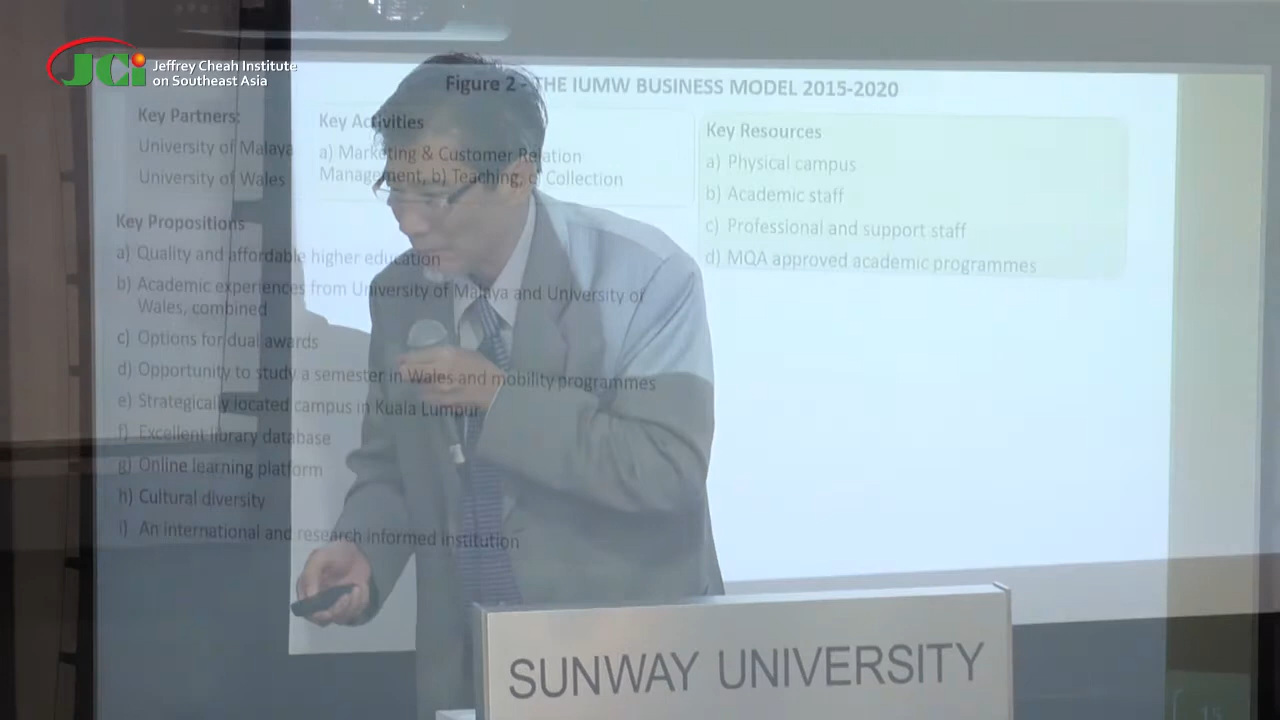 JCi Jeffrey Cheah Institute
on Southeast Asia
Figure 2 - THE IUMW BUSINESS MODEL 2015-2020
Key Partners:
University of Malaya
University of Wales
Key Activities
a) Marketing & Customer Relation
Management, b) Teaching, c) Collection
Key Resources
a) Physical campus
b) Academic staff
c) Professional and support staff
d) MQA approved academic programmes
Key Propositions
a) Quality and affordable higher education
b) Academic experiences from University of Malaya and University of
Wales, combined
c) Options for dual awards
d) Opportunity to study a semester in Wales and mobility programmes
e) Strategically located campus in Kuala Lumpur
f) Excellent library database
g) Online learning platform
h) Cultural diversity
i) An international and research informed institution
SUNWAY UNIVERSITY
15